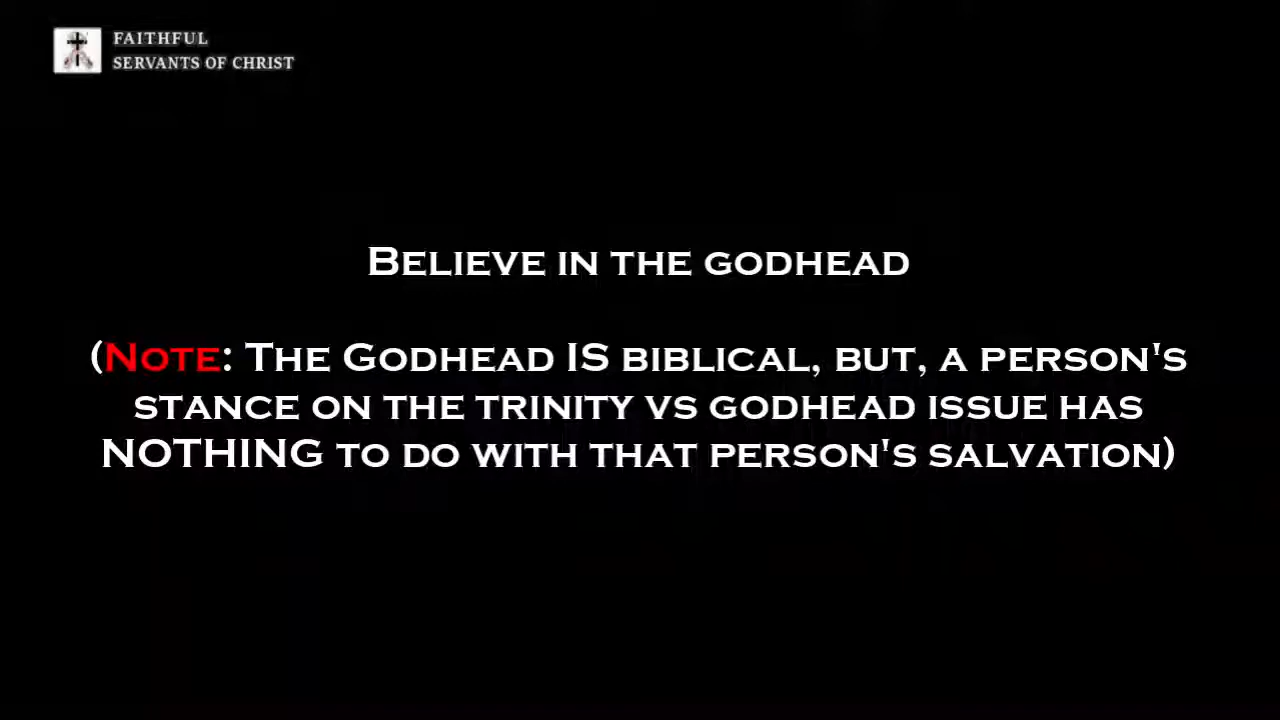 FAITHFUL
SERVANTS OF CHRIST
BELIEVE IN THE GODHEAD
(NOTE: THE GODHEAD IS BIBLICAL, BUT, A PERSON'S
STANCE ON THE TRINITY VS GODHEAD ISSUE HAS
NOTHING TO DO WITH THAT PERSON'S SALVATION)